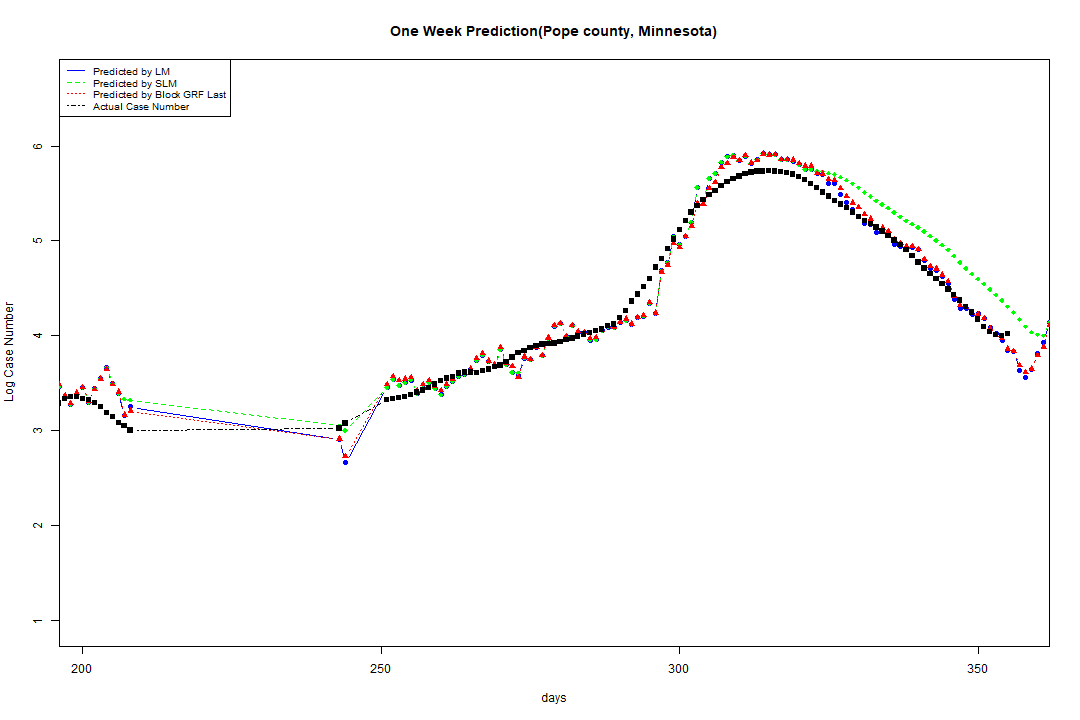 One Week Prediction(Pope county, Minnesota)
Predicted by LM
Predicted by SLM
Predicted by Block GRF Last
Actual Case Number
Log Case Number
6
5
4
3
2
1
200
250
300
350
days